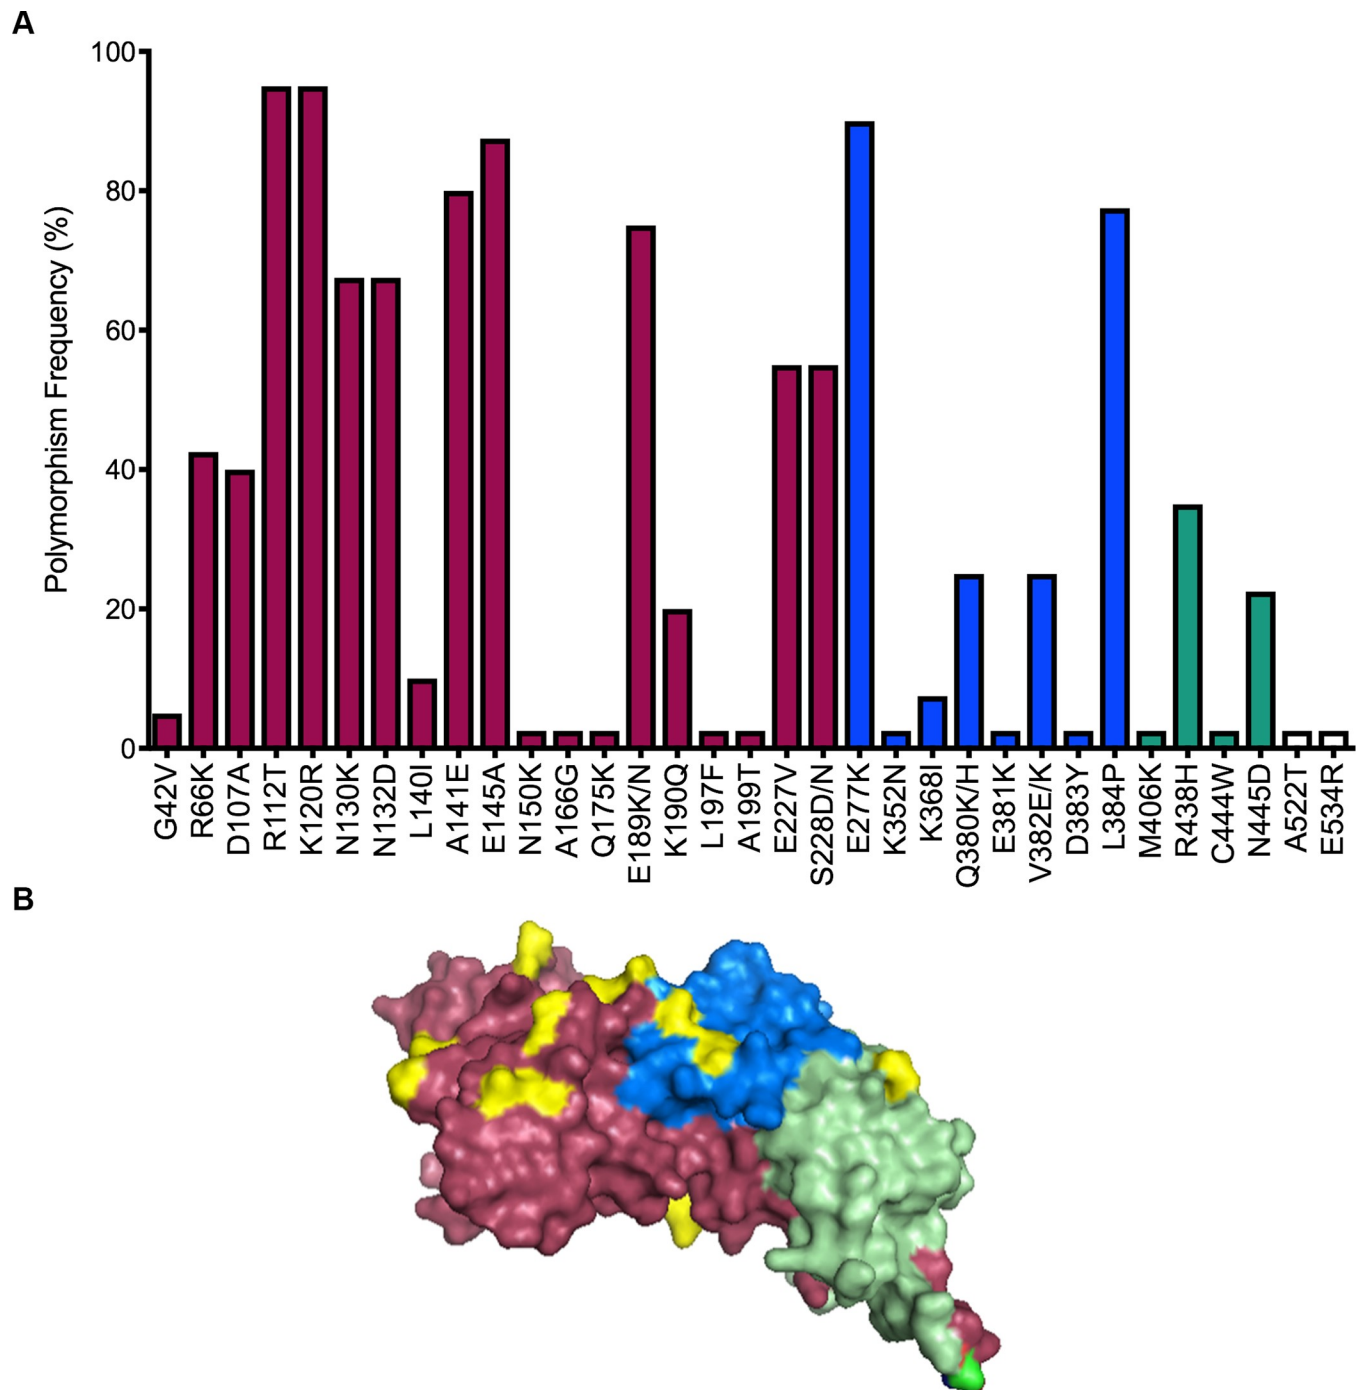 A
Polymorphism Frequency (%)
100
80
60
40
20
0
G42V
R66K
D107A
R112T
K120R
N130K
N132D
L140I
A141E
E145A
N150K
A166G
Q175K
E189K/N
K190Q
L197F
A199T
E227V
S228D/N
E277K
K352N
K368I
Q380K/H
E381K
V382E/K
D383Y
L384P
M406K
R438H
C444W
N445D
A522T
E534R
B